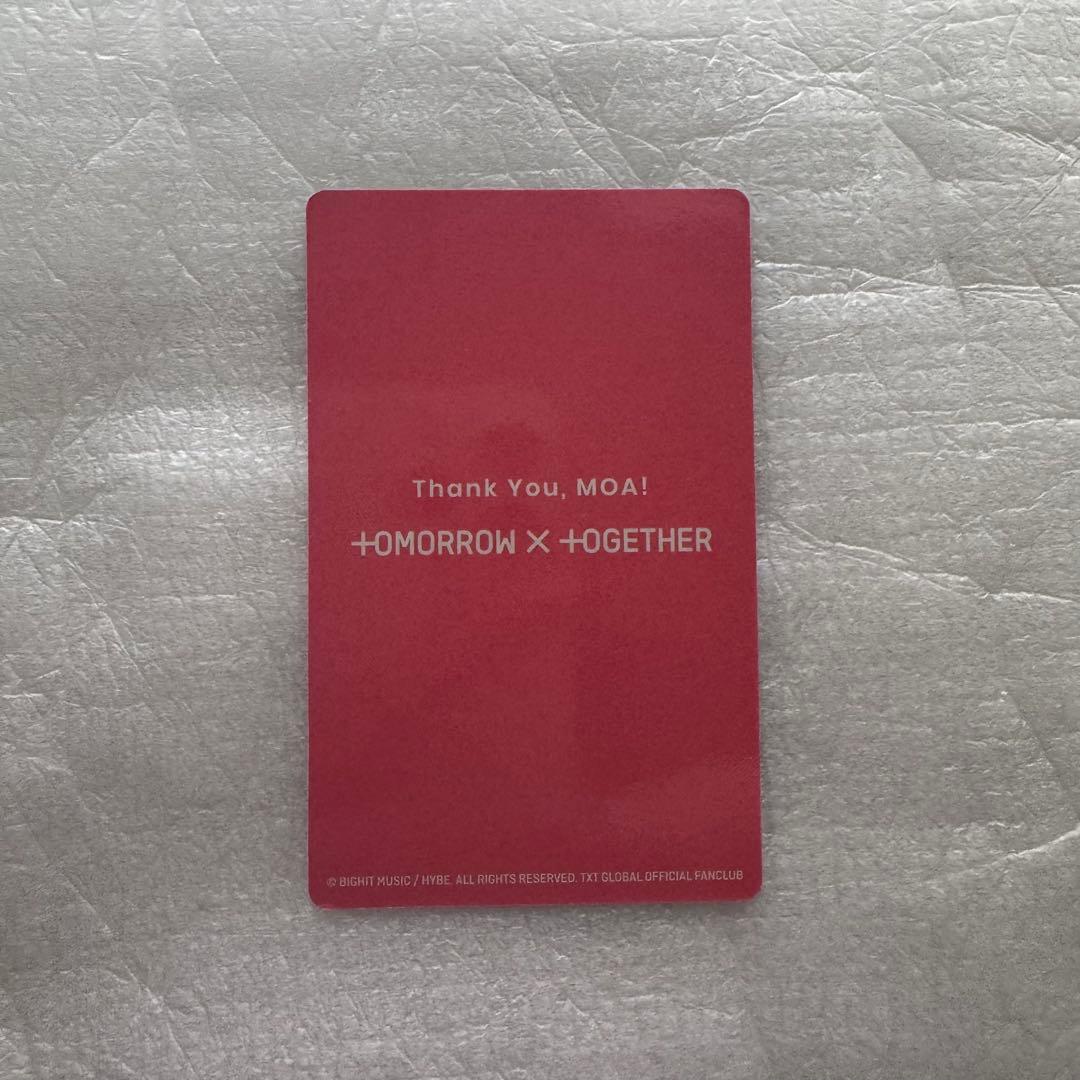 Thank You, MOA!
TOMORROW X TOGETHER
© BIGHIT MUSIC / HYBE. ALL RIGHTS RESERVED. TXT GLOBAL OFFICIAL FANCLUB